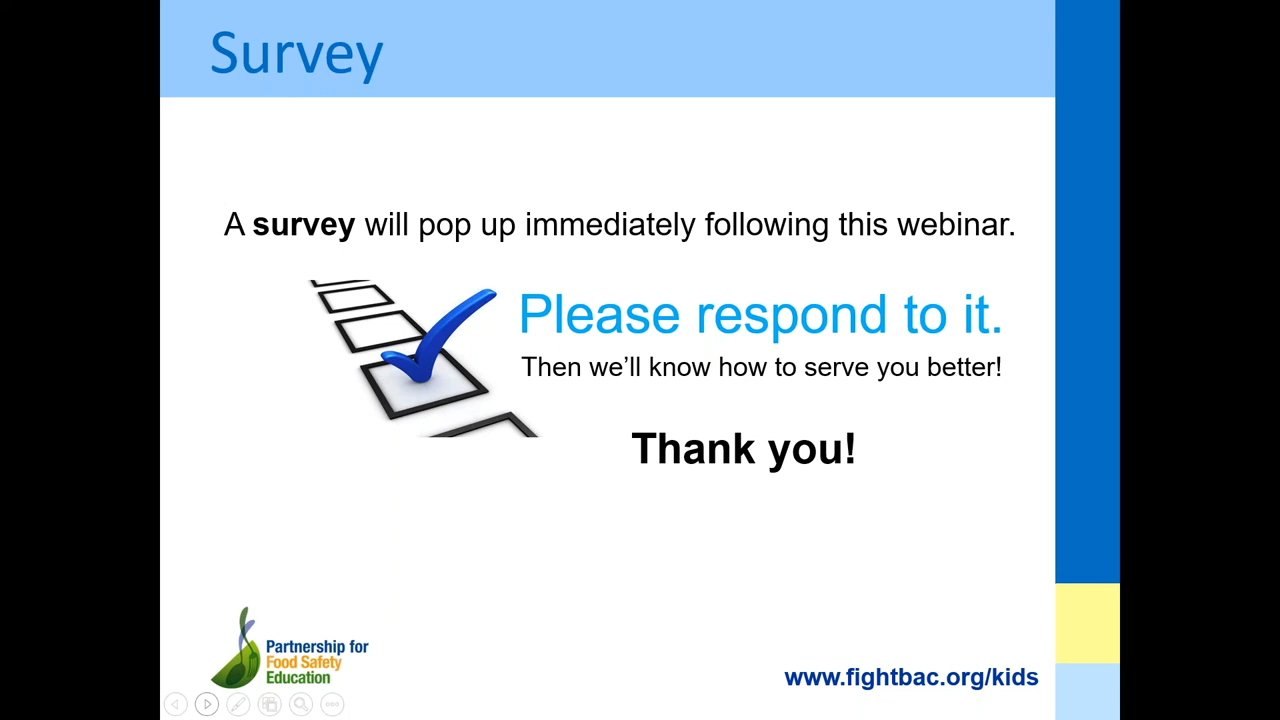 Survey
A survey will pop up immediately following this webinar.
Please respond to it.
Then we’ll know how to serve you better!
Thank you!
Partnership for
Food Safety
Education
www.fightbac.org/kids